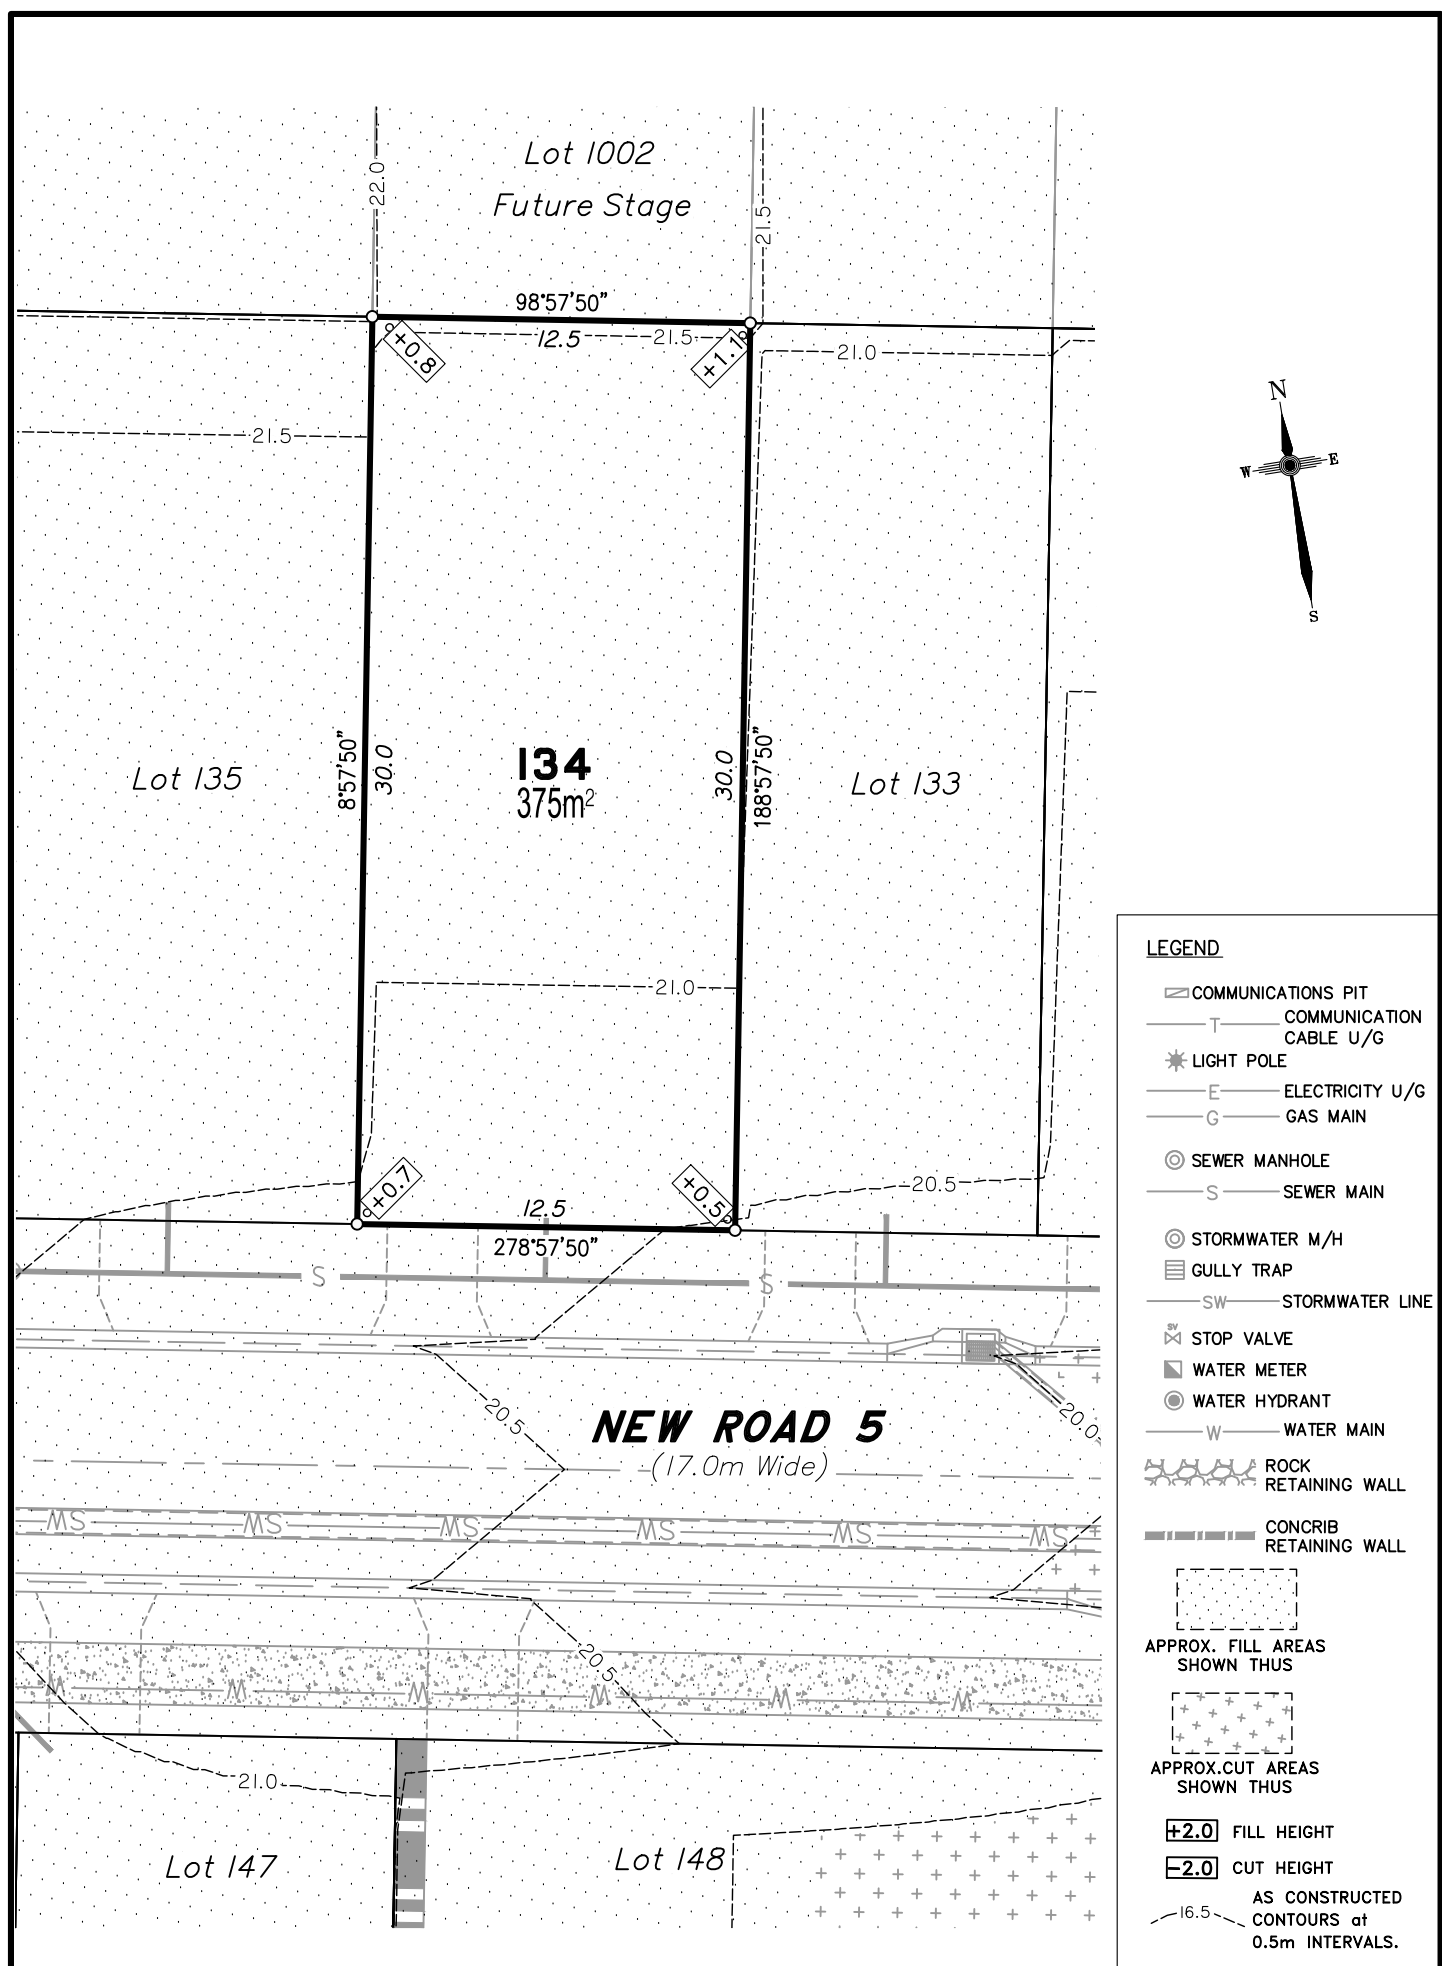 Lot 1002
Future Stage
22.0
21.5
98°57'50"
12.5
21.5
+0.8
+1.1
21.0
21.5
N
W
E
S
8°57'50"
30.0
134
375m²
30.0
188°57'50"
Lot 135
Lot 133
21.0
+0.7
+0.5
20.5
12.5
278°57'50"
S
S
20.5
NEW ROAD 5
(17.0m Wide)
20.0
SW
SW
SW
SW
SW
SW
20.5
W
W
W
W
W
W
21.0
Lot 147
Lot 148
LEGEND
COMMUNICATIONS PIT
T
COMMUNICATION
CABLE U/G
LIGHT POLE
E
ELECTRICITY U/G
G
GAS MAIN
SEWER MANHOLE
S
SEWER MAIN
STORMWATER M/H
GULLY TRAP
SW
STORMWATER LINE
SV
STOP VALVE
WATER METER
WATER HYDRANT
W
WATER MAIN
ROCK
RETAINING WALL
CONCRIB
RETAINING WALL
APPROX. FILL AREAS
SHOWN THUS
APPROX.CUT AREAS
SHOWN THUS
+2.0 FILL HEIGHT
-2.0 CUT HEIGHT
16.5
AS CONSTRUCTED
CONTOURS at
0.5m INTERVALS.